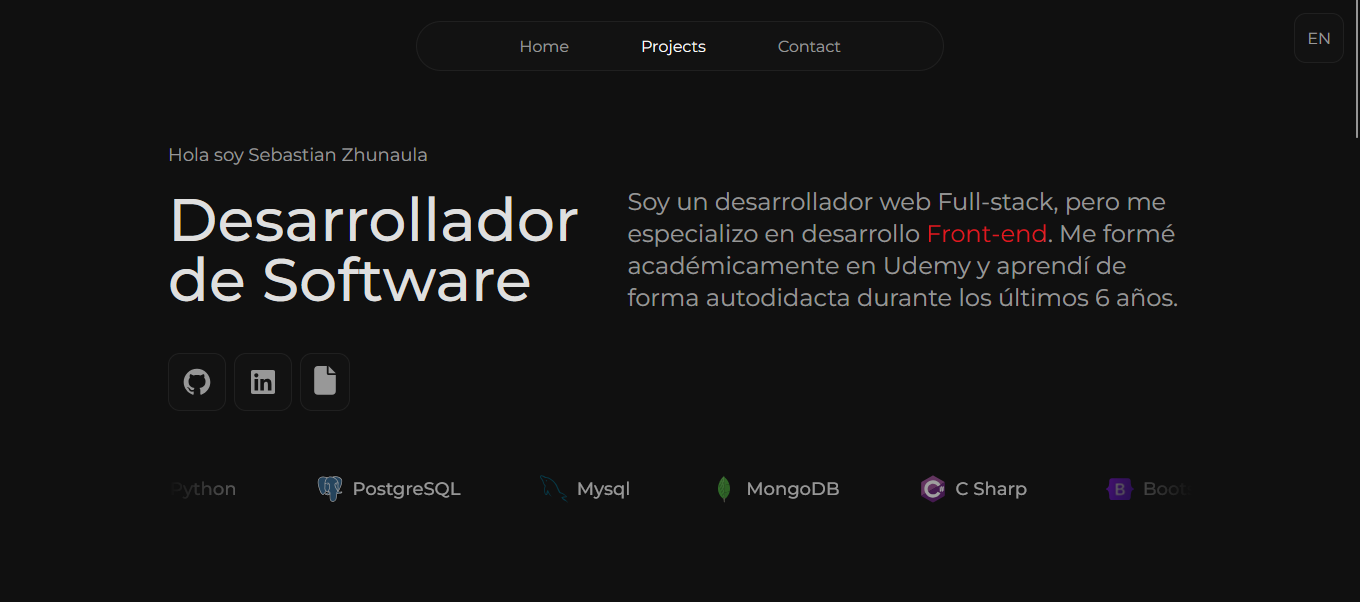 Home Projects Contact
EN
Hola soy Sebastian Zhunaula
Desarrollador
de Software
Soy un desarrollador web Full-stack, pero me
especializo en desarrollo Front-end. Me formé
académicamente en Udemy y aprendí de
forma autodidacta durante los últimos 6 años.
in
Python PostgreSQL Mysql MongoDB C Sharp B